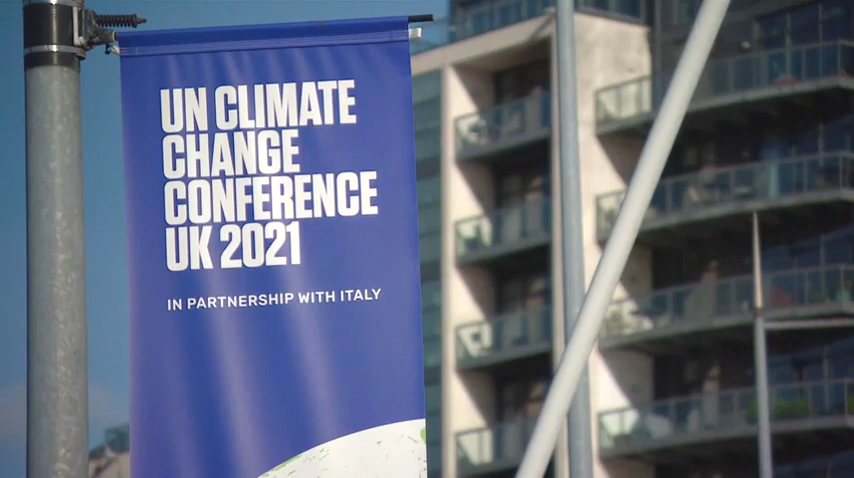 UN CLIMATE
CHANGE
CONFERENCE
UK 2021
IN PARTNERSHIP WITH ITALY